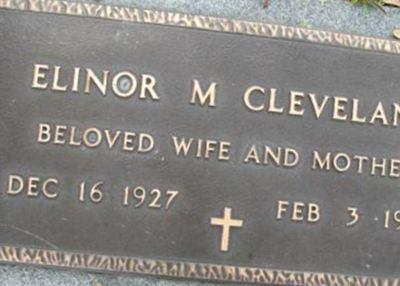 ELINOR M CLEVELAN
BELOVED WIFE AND MOTHE
DEC 16 1927 FEB 3 19